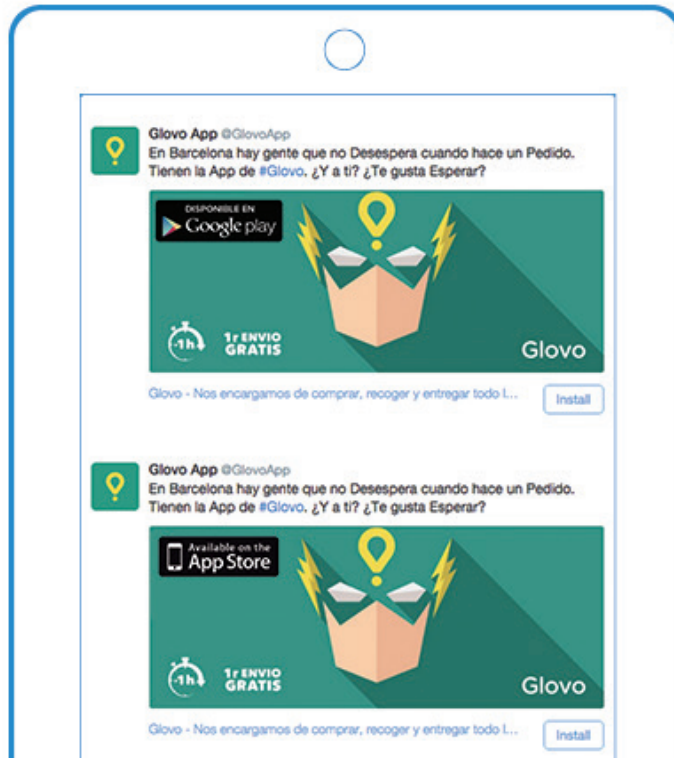 Glovo App @GlovoApp
En Barcelona hay gente que no Desespera cuando hace un Pedido.
Tienen la App de #Glovo. ¿Y a ti? ¿Te gusta Esperar?
DISPONIBLE EN
Google play
-1h
1r ENVIO
GRATIS
Glovo
Glovo - Nos encargamos de comprar, recoger y entregar todo l...
Install
Glovo App @GlovoApp
En Barcelona hay gente que no Desespera cuando hace un Pedido.
Tienen la App de #Glovo. ¿Y a ti? ¿Te gusta Esperar?
Available on the
App Store
-1h
1r ENVIO
GRATIS
Glovo
Glovo - Nos encargamos de comprar, recoger y entregar todo l...
Install